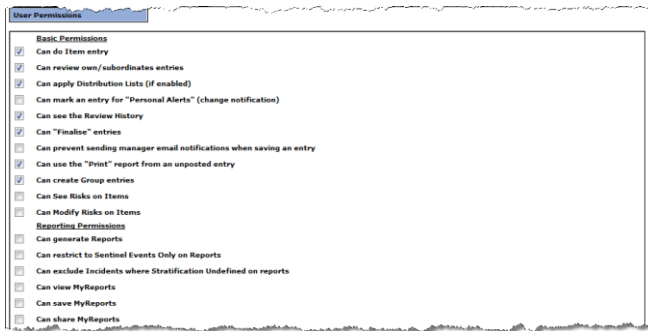 User Permissions
Basic Permissions
Can do Item entry
Can review own/subordinates entries
Can apply Distribution Lists (if enabled)
Can mark an entry for "Personal Alerts" (change notification)
Can see the Review History
Can "Finalise" entries
Can prevent sending manager email notifications when saving an entry
Can use the "Print" report from an unposted entry
Can create Group entries
Can See Risks on Items
Can Modify Risks on Items
Reporting Permissions
Can generate Reports
Can restrict to Sentinel Events Only on Reports
Can exclude Incidents where Stratification Undefined on reports
Can view MyReports
Can save MyReports
Can share MyReports